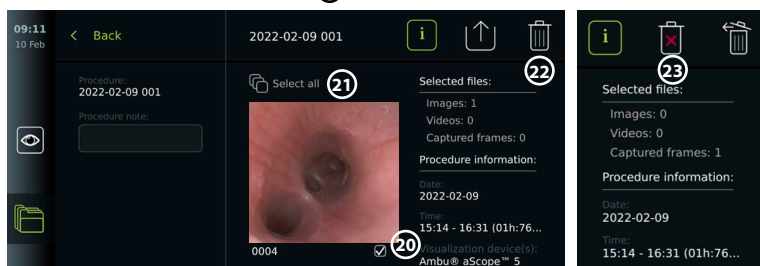 09:11
10 Feb
Back
Procedure:
2022-02-09 001
Procedure note:
2022-02-09 001
i
22
Select all
21
0004
20
Selected files:
Images: 1
Videos: 0
Captured frames: 0
Procedure information:
Date:
2022-02-09
Time:
15:14 - 16:31 (01h:76...
Visualization device(s):
Ambu® aScope™ 5
i
23
Selected files:
Images: 0
Videos: 0
Captured frames: 1
Procedure information:
Date:
2022-02-09
Time:
15:14 - 16:31 (01h:76...